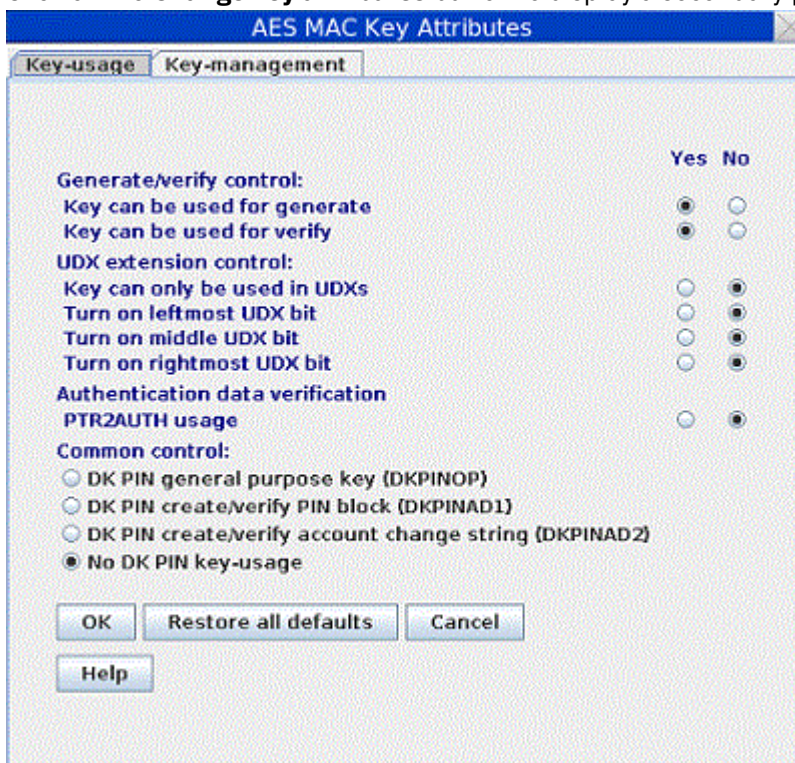 AES MAC Key Attributes
Key-usage Key-management
Yes No
Generate/verify control:
Key can be used for generate
Key can be used for verify
UDX extension control:
Key can only be used in UDXs
Turn on leftmost UDX bit
Turn on middle UDX bit
Turn on rightmost UDX bit
Authentication data verification
PTR2AUTH usage
Common control:
DK PIN general purpose key (DKPINOP)
DK PIN create/verify PIN block (DKPINAD1)
DK PIN create/verify account change string (DKPINAD2)
No DK PIN key-usage
OK Restore all defaults Cancel
Help